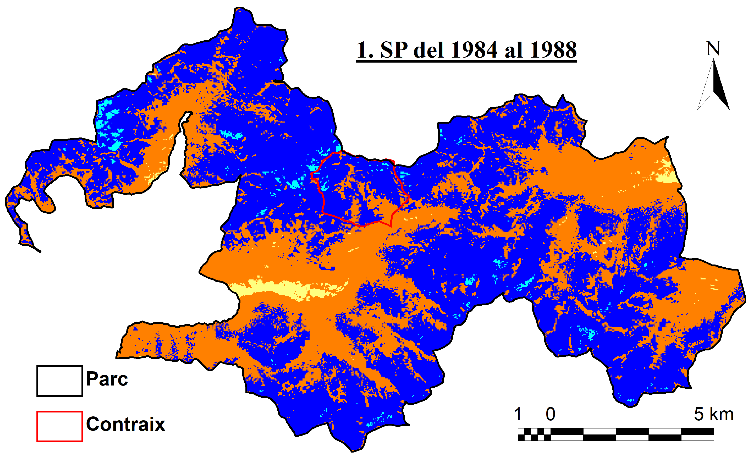 1. SP del 1984 al 1988
N
Parc
Contraix
1 0 5 km